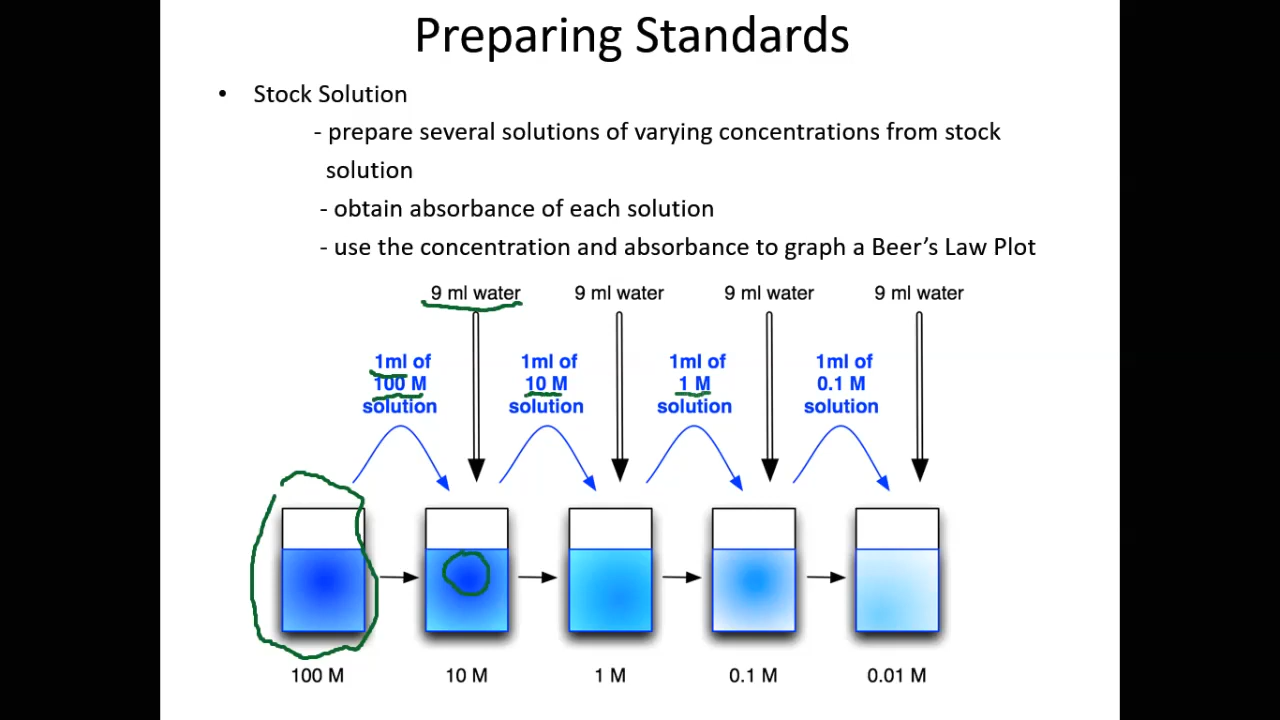 Preparing Standards
• Stock Solution
- prepare several solutions of varying concentrations from stock
solution
- obtain absorbance of each solution
- use the concentration and absorbance to graph a Beer’s Law Plot
9 ml water 9 ml water 9 ml water 9 ml water
1ml of 1ml of 1ml of 1ml of
100 M 10 M 1 M 0.1 M
solution solution solution solution
100 M 10 M 1 M 0.1 M 0.01 M